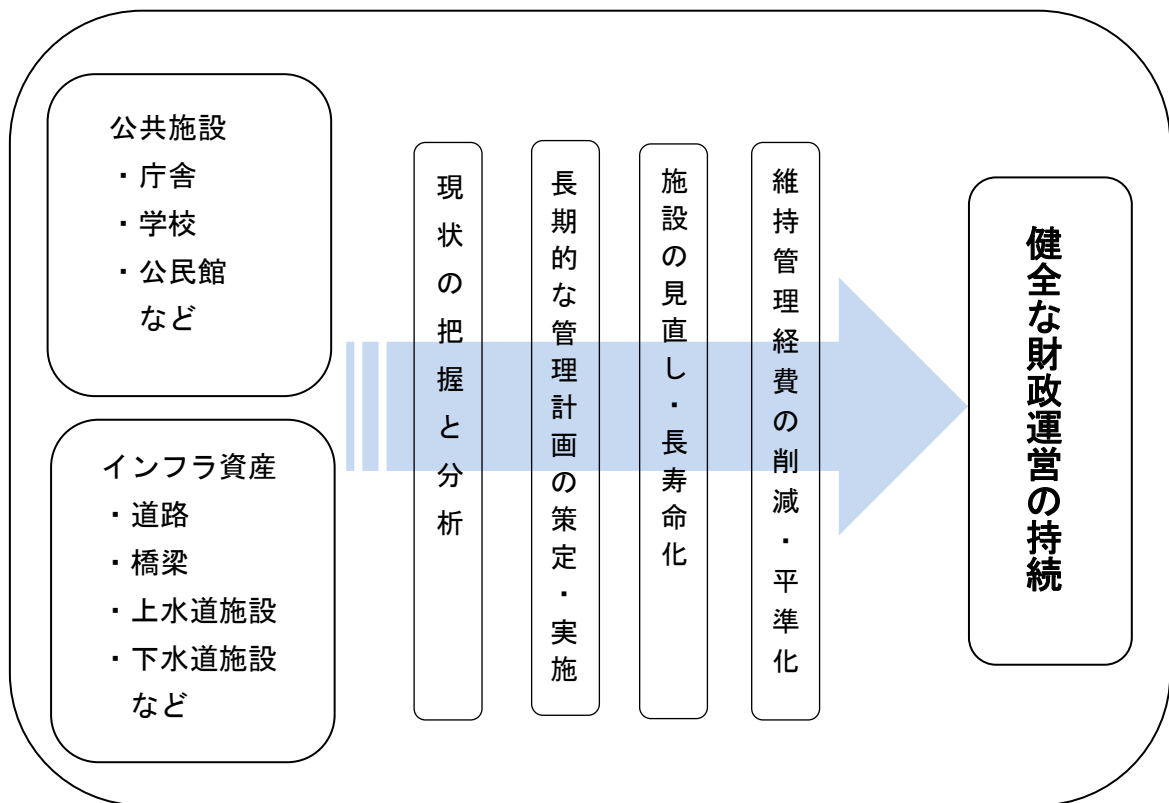 公共施設
・庁舎
・学校
・公民館
など
インフラ資産
・道路
・橋梁
・上水道施設
・下水道施設
など
現状の把握と分析
長期的な管理計画の策定・実施
施設の見直し・長寿命化
維持管理経費の削減・平準化
健全な財政運営の持続